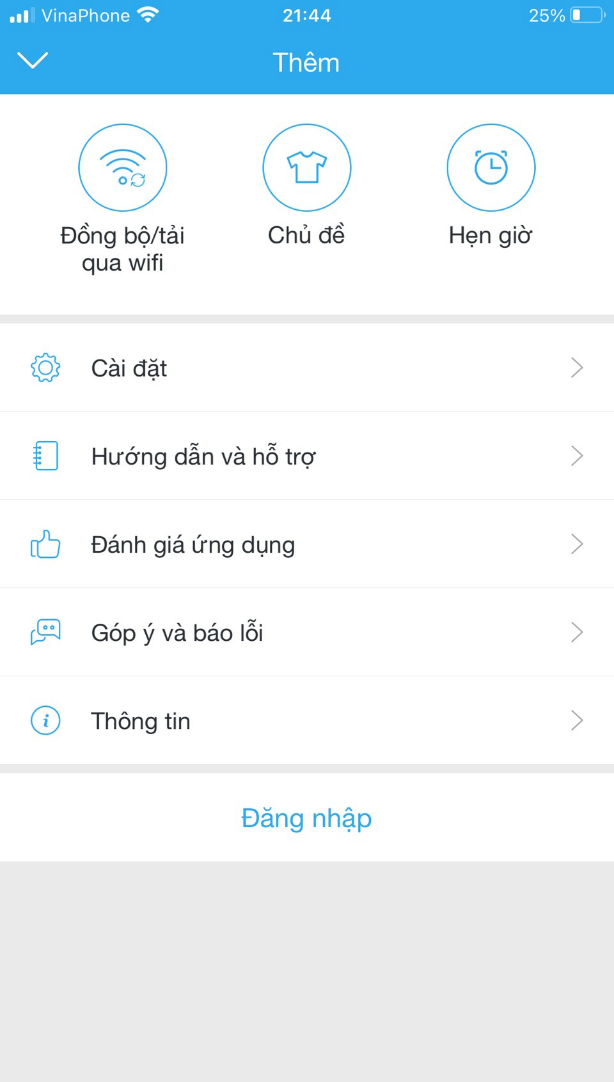 VinaPhone 21:44 25%
Thêm
Đồng bộ/tải
qua wifi
Chủ đề
Hẹn giờ
Cài đặt
Hướng dẫn và hỗ trợ
Đánh giá ứng dụng
Góp ý và báo lỗi
Thông tin
Đăng nhập